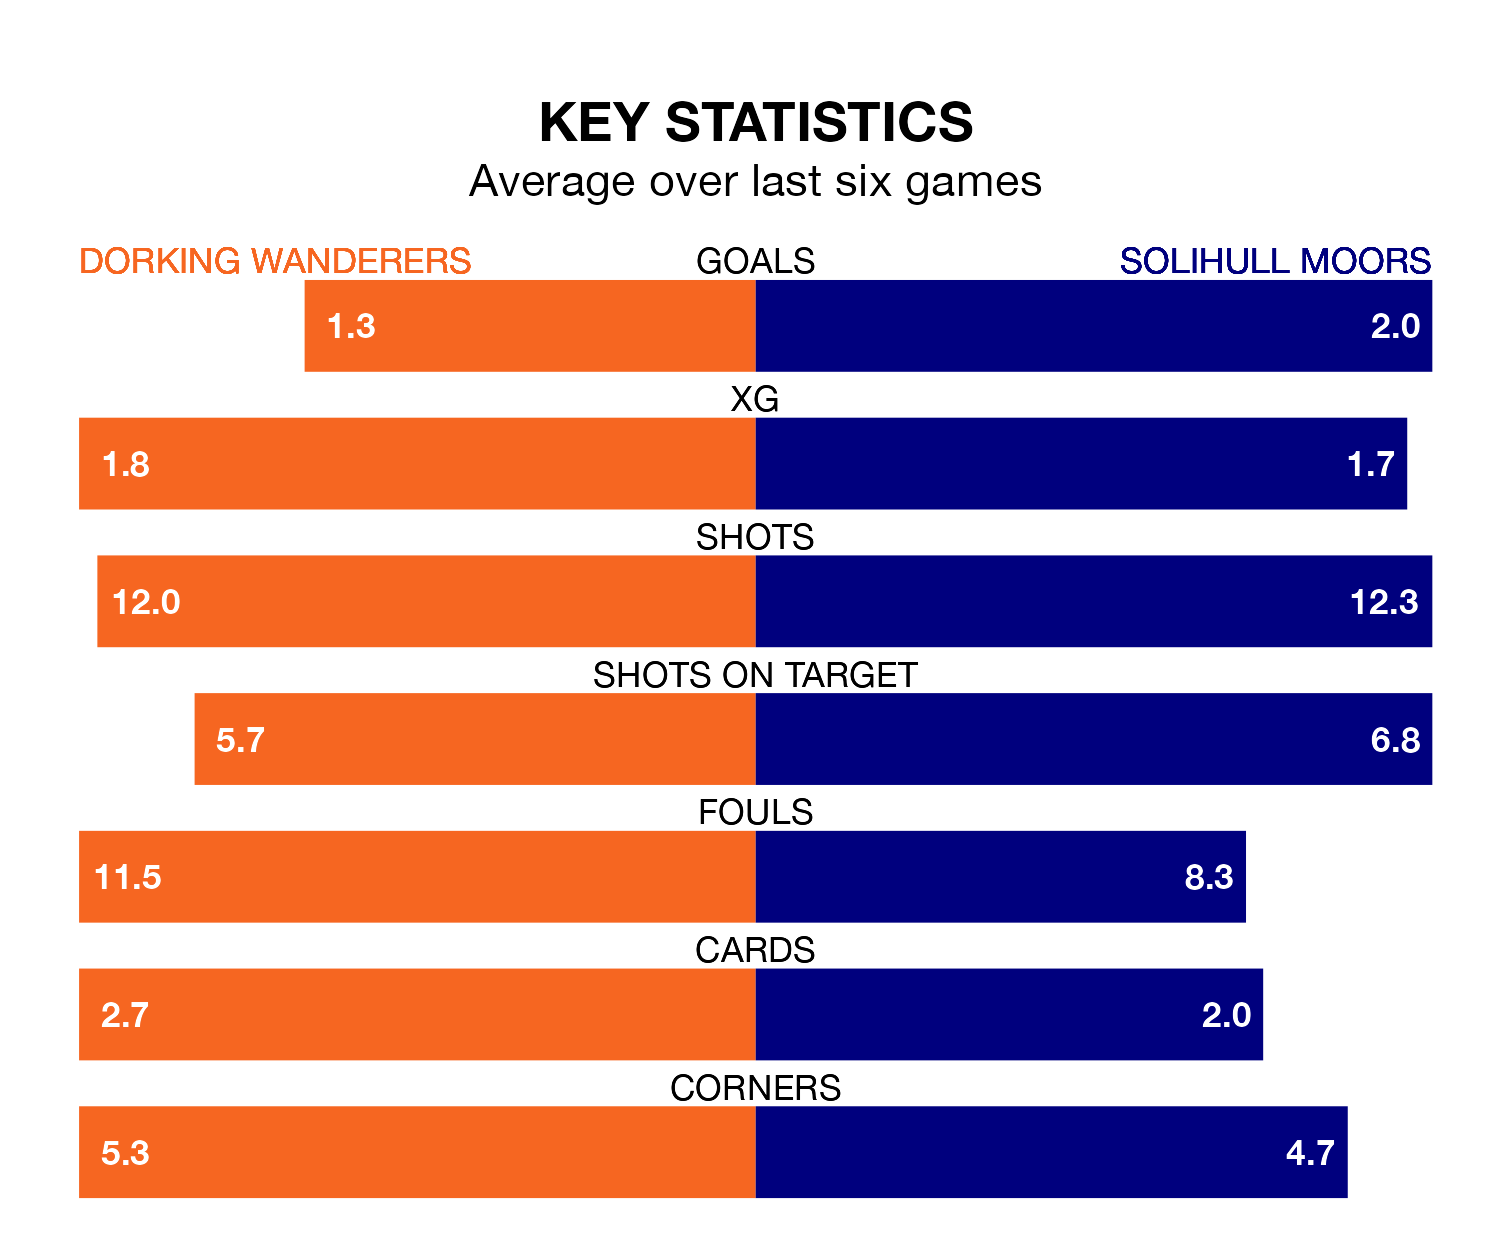 KEY STATISTICS
Average over last six games
DORKING WANDERERS GOALS SOLIHULL MOORS
1.3 2.0
XG
1.8 1.7
SHOTS
12.0 12.3
SHOTS ON TARGET
5.7 6.8
FOULS
11.5 8.3
CARDS
2.7 2.0
CORNERS
5.3 4.7